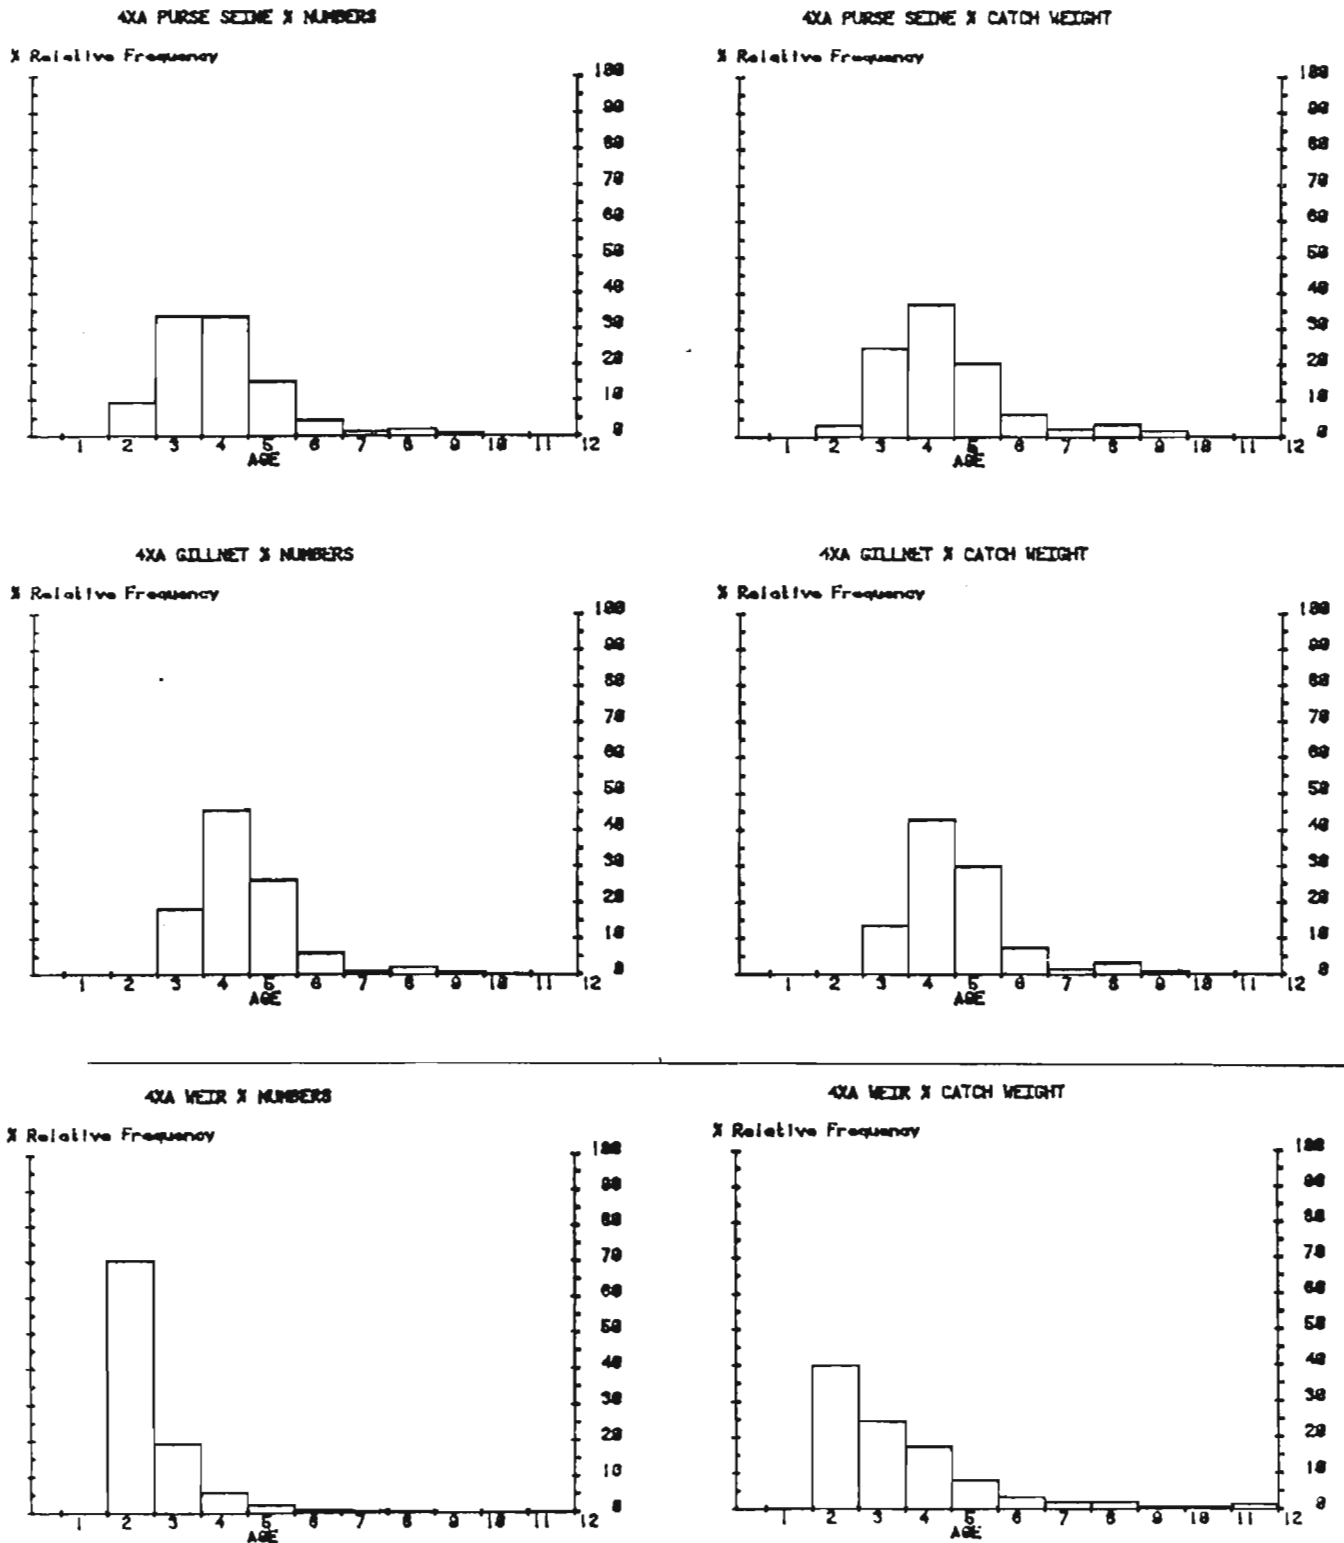 4XA PURSE SEINE % NUMBERS
% Relative Frequency
100
90
80
70
60
50
40
30
20
10
0
1 2 3 4 5 6 7 8 9 10 11 12
AGE
4XA PURSE SEINE % CATCH WEIGHT
% Relative Frequency
100
90
80
70
60
50
40
30
20
10
0
1 2 3 4 5 6 7 8 9 10 11 12
AGE
4XA GILLNET % NUMBERS
% Relative Frequency
100
90
80
70
60
50
40
30
20
10
0
1 2 3 4 5 6 7 8 9 10 11 12
AGE
4XA GILLNET % CATCH WEIGHT
% Relative Frequency
100
90
80
70
60
50
40
30
20
10
0
1 2 3 4 5 6 7 8 9 10 11 12
AGE
4XA WEIR % NUMBERS
% Relative Frequency
100
90
80
70
60
50
40
30
20
10
0
1 2 3 4 5 6 7 8 9 10 11 12
AGE
4XA WEIR % CATCH WEIGHT
% Relative Frequency
100
90
80
70
60
50
40
30
20
10
0
1 2 3 4 5 6 7 8 9 10 11 12
AGE